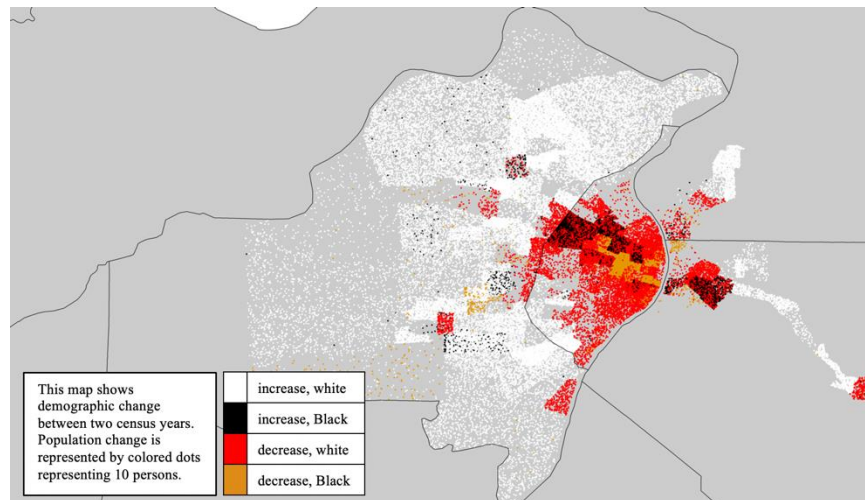 This map shows
demographic change
between two census years.
Population change is
represented by colored dots
representing 10 persons.
increase, white
increase, Black
decrease, white
decrease, Black